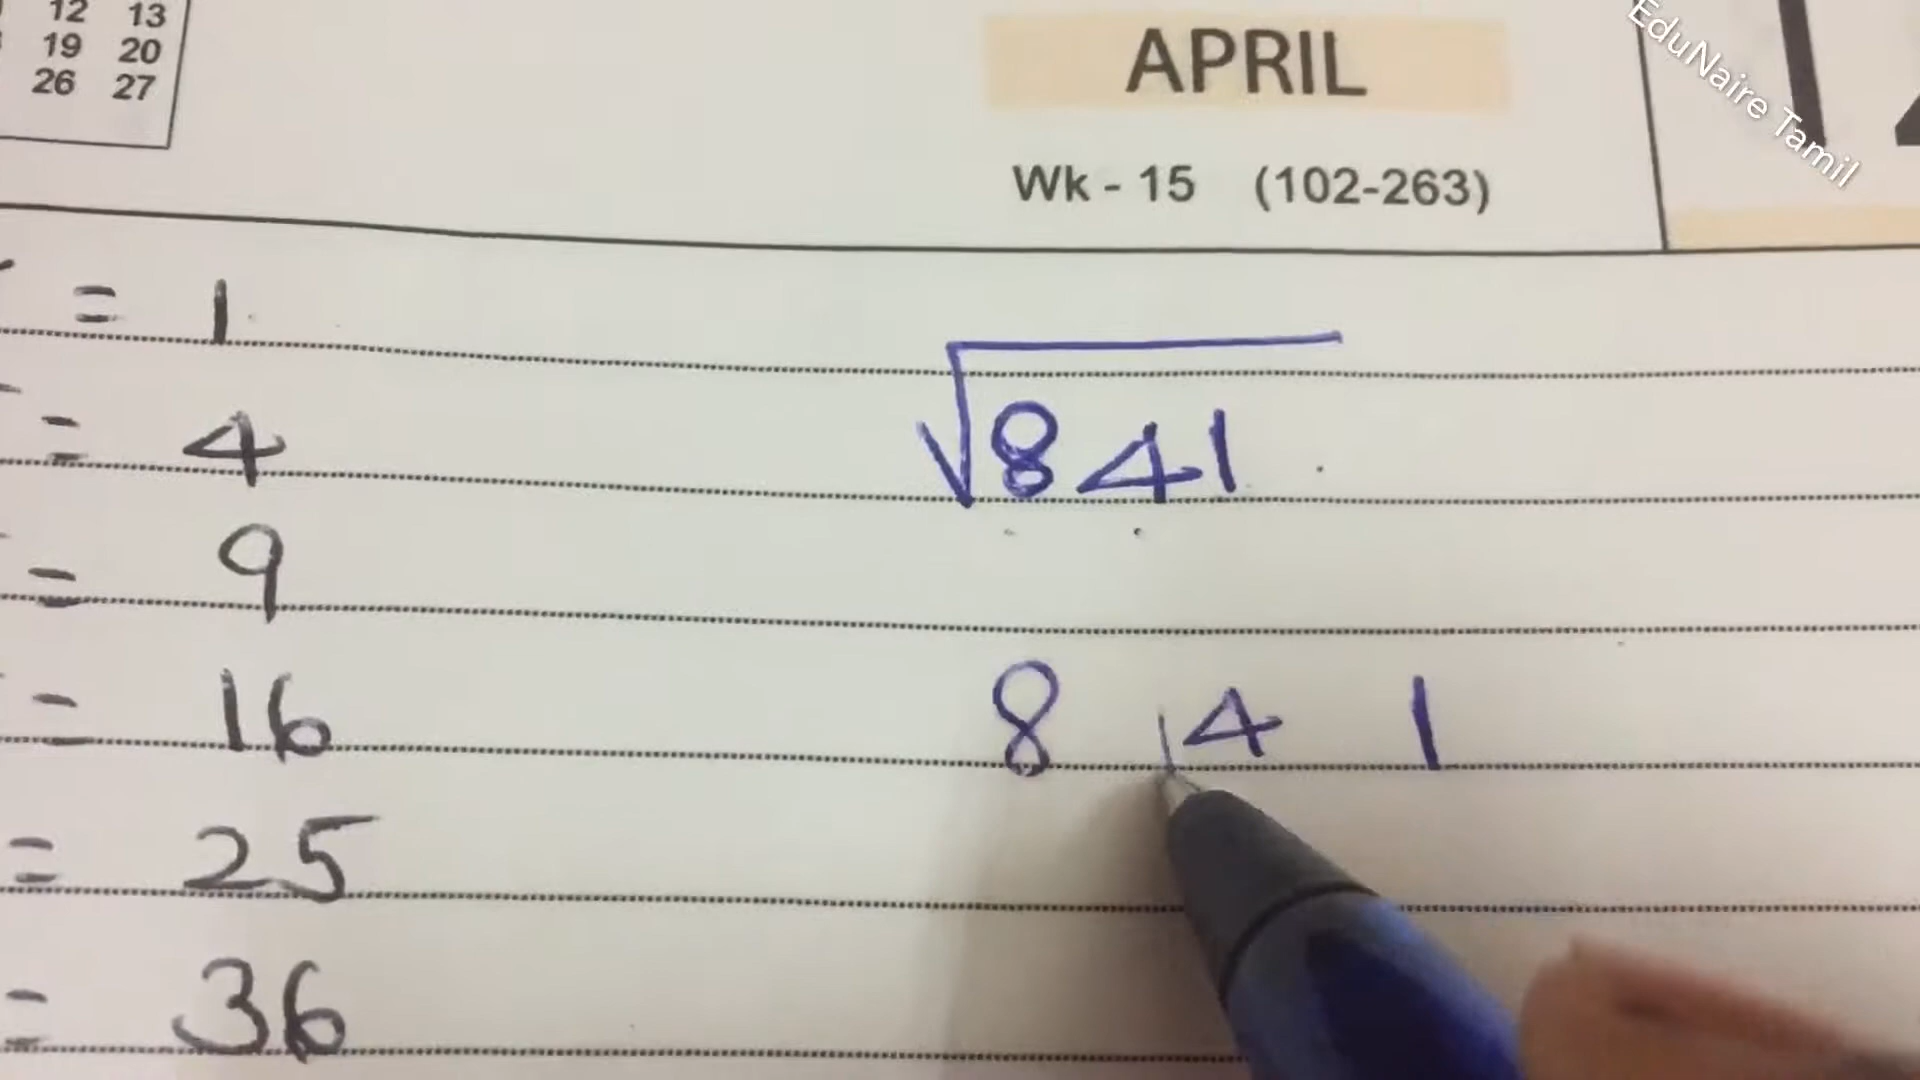 12 13
19 20
26 27
APRIL
Wk - 15 (102-263)
EduNaire Tamil
= 1
= 4
= 9
= 16
= 25
= 36
√841
8 4 1